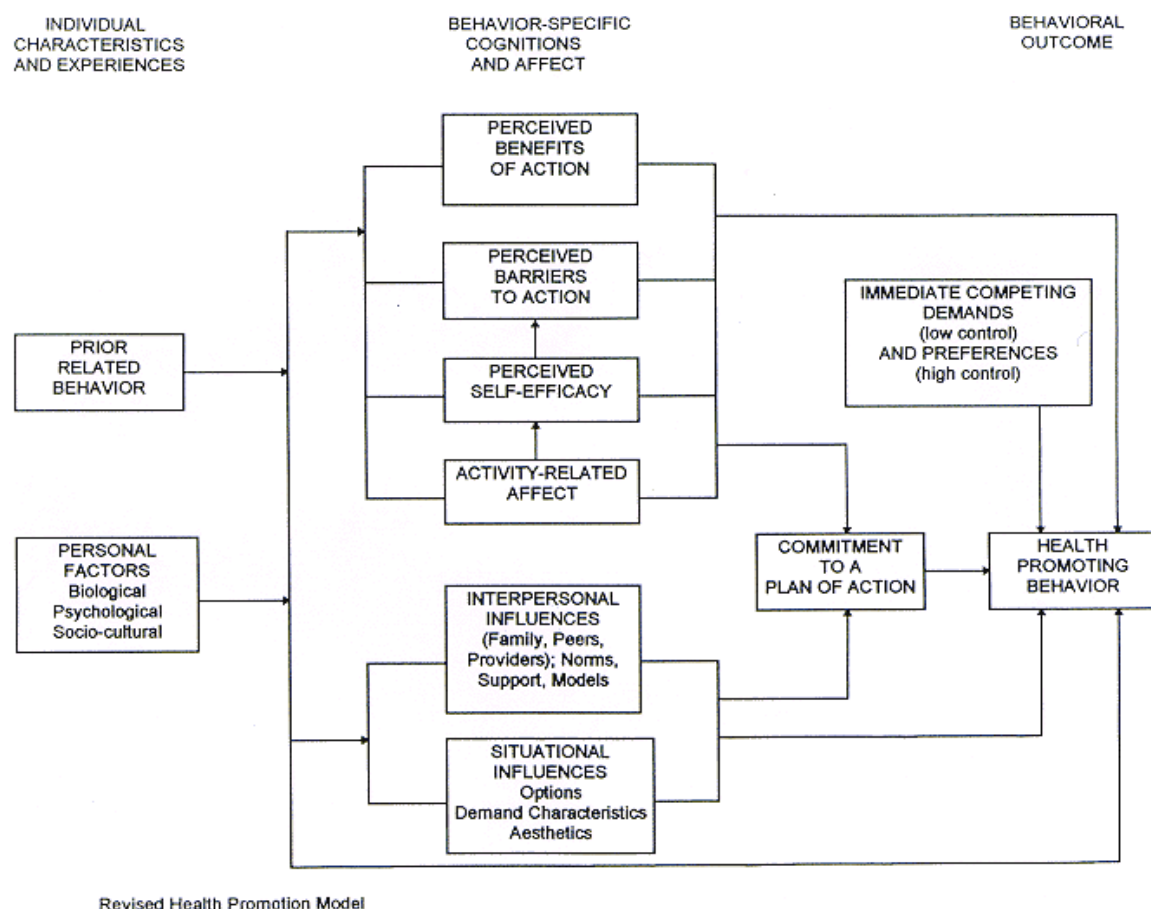 INDIVIDUAL
CHARACTERISTICS
AND EXPERIENCES
BEHAVIOR-SPECIFIC
COGNITIONS
AND AFFECT
BEHAVIORAL
OUTCOME
PERCEIVED
BENEFITS
OF ACTION
PERCEIVED
BARRIERS
TO ACTION
PERCEIVED
SELF-EFFICACY
ACTIVITY-RELATED
AFFECT
IMMEDIATE COMPETING
DEMANDS
(low control)
AND PREFERENCES
(high control)
PRIOR
RELATED
BEHAVIOR
PERSONAL
FACTORS
Biological
Psychological
Socio-cultural
INTERPERSONAL
INFLUENCES
(Family, Peers,
Providers); Norms,
Support, Models
SITUATIONAL
INFLUENCES
Options
Demand Characteristics
Aesthetics
COMMITMENT
TO A
PLAN OF ACTION
HEALTH
PROMOTING
BEHAVIOR
Revised Health Promotion Model